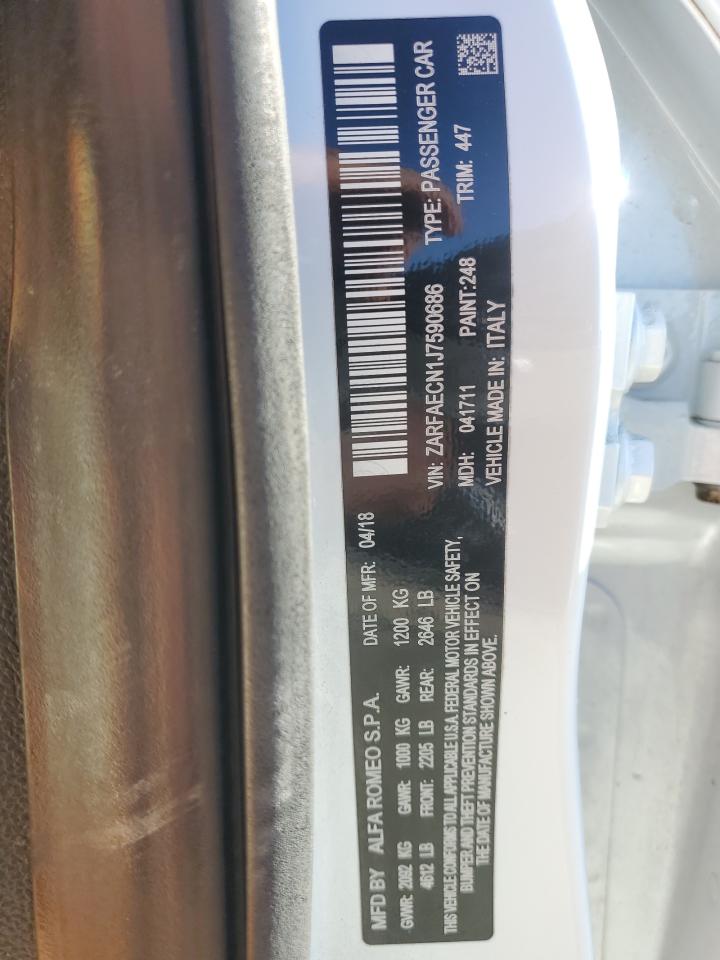 MFD BY ALFA ROMEO S.P.A. DATE OF MFR: 04/18
GVWR: 2092 KG GAWR: 1000 KG GAWR: 1200 KG
4612 LB FRONT: 2205 LB REAR: 2646 LB
THIS VEHICLE CONFORMS TO ALL APPLICABLE U.S.A. FEDERAL MOTOR VEHICLE SAFETY,
BUMPER AND THEFT PREVENTION STANDARDS IN EFFECT ON
THE DATE OF MANUFACTURE SHOWN ABOVE.
VIN: ZARFAECN1J7590686 TYPE: PASSENGER CAR
MDH: 041711 PAINT:248 TRIM: 447
VEHICLE MADE IN: ITALY